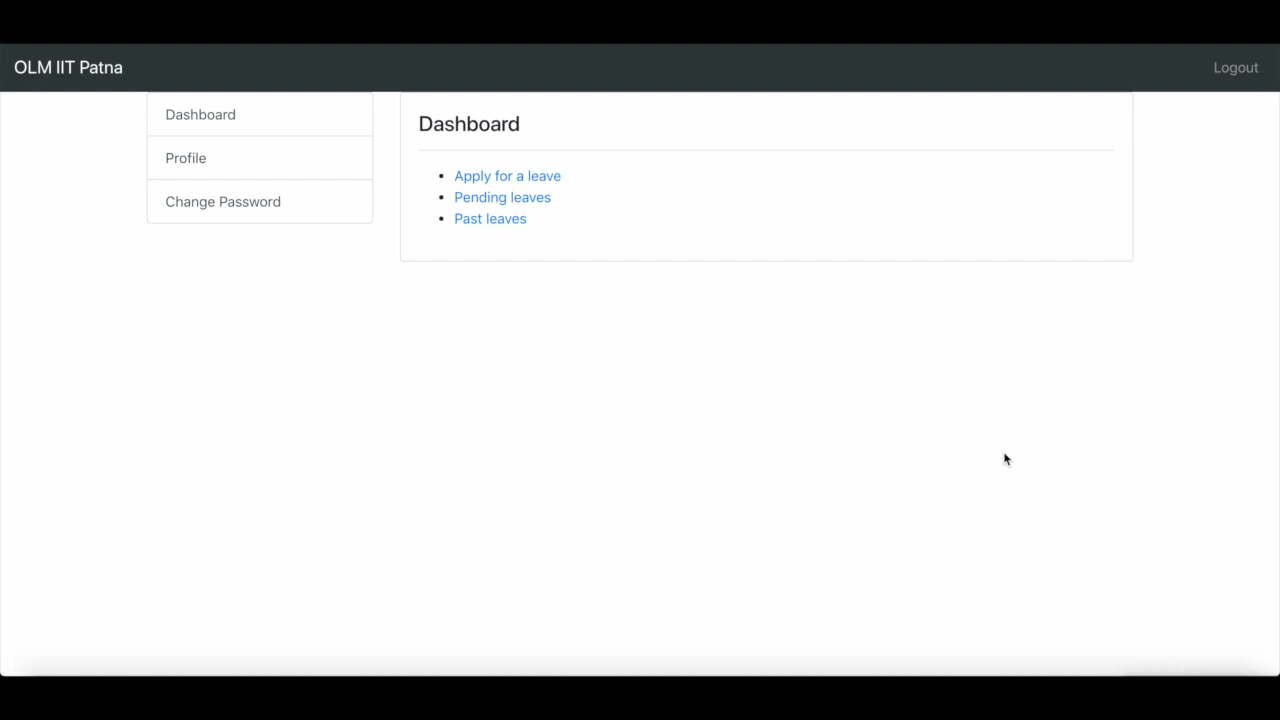 OLM IIT Patna
Logout
Dashboard
Profile
Change Password
Dashboard
Apply for a leave
Pending leaves
Past leaves